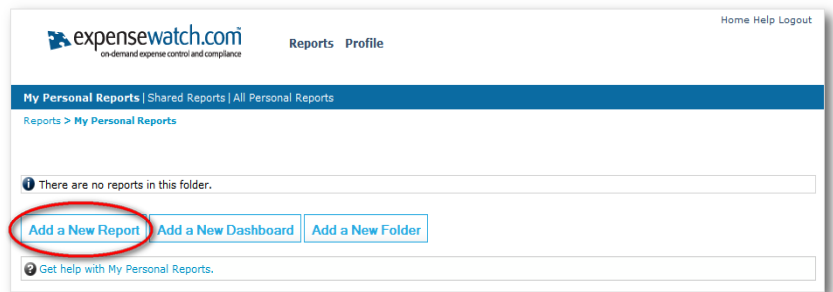 Home Help Logout
expensewatch.com
on-demand expense control and compliance
Reports Profile
My Personal Reports | Shared Reports | All Personal Reports
Reports > My Personal Reports
There are no reports in this folder.
Add a New Report Add a New Dashboard Add a New Folder
Get help with My Personal Reports.